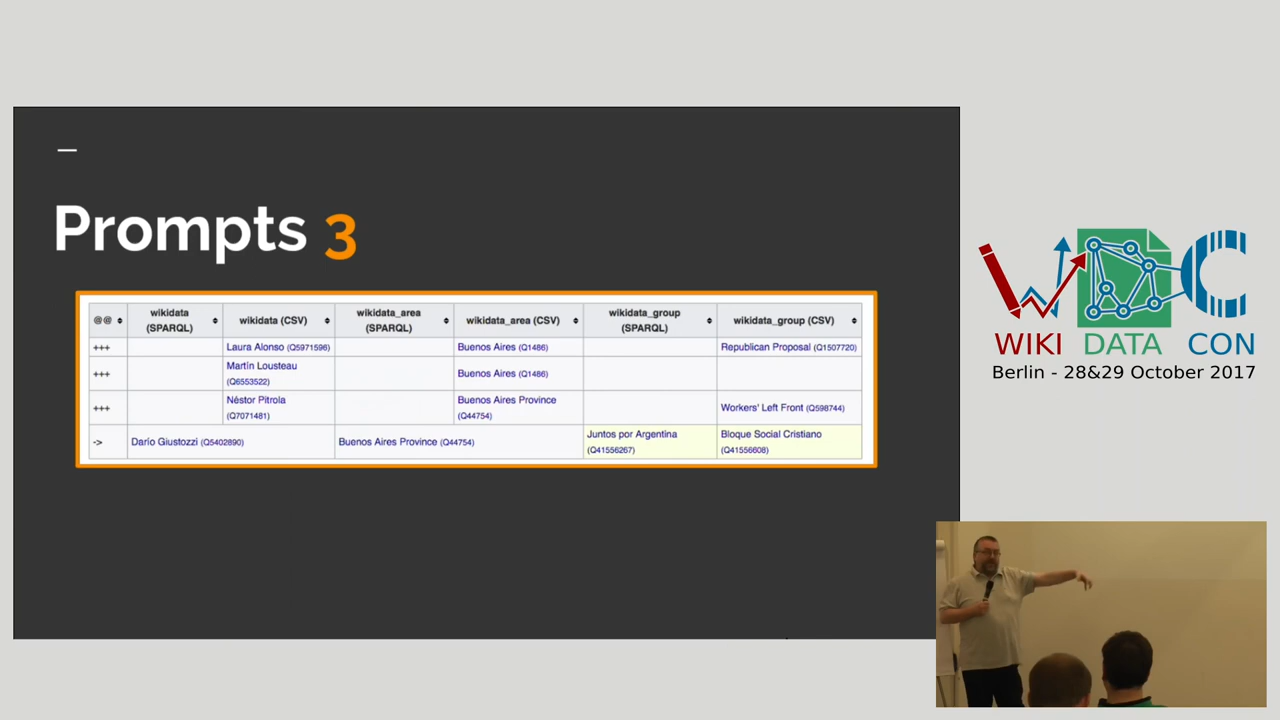 Prompts 3
@@ wikidata (SPARQL) wikidata (CSV) wikidata_area (SPARQL) wikidata_area (CSV) wikidata_group (SPARQL) wikidata_group (CSV)
+++ Laura Alonso (Q5971596) Buenos Aires (Q1486) Republican Proposal (Q1507720)
+++ Martín Lousteau (Q6553522) Buenos Aires (Q1486)
+++ Néstor Pitrola (Q7071481) Buenos Aires Province (Q44754) Workers' Left Front (Q598744)
-> Darío Giustozzi (Q5402890) Buenos Aires Province (Q44754) Juntos por Argentina (Q41556267) Bloque Social Cristiano (Q41556608)
WIKI DATA CON
Berlin - 28&29 October 2017